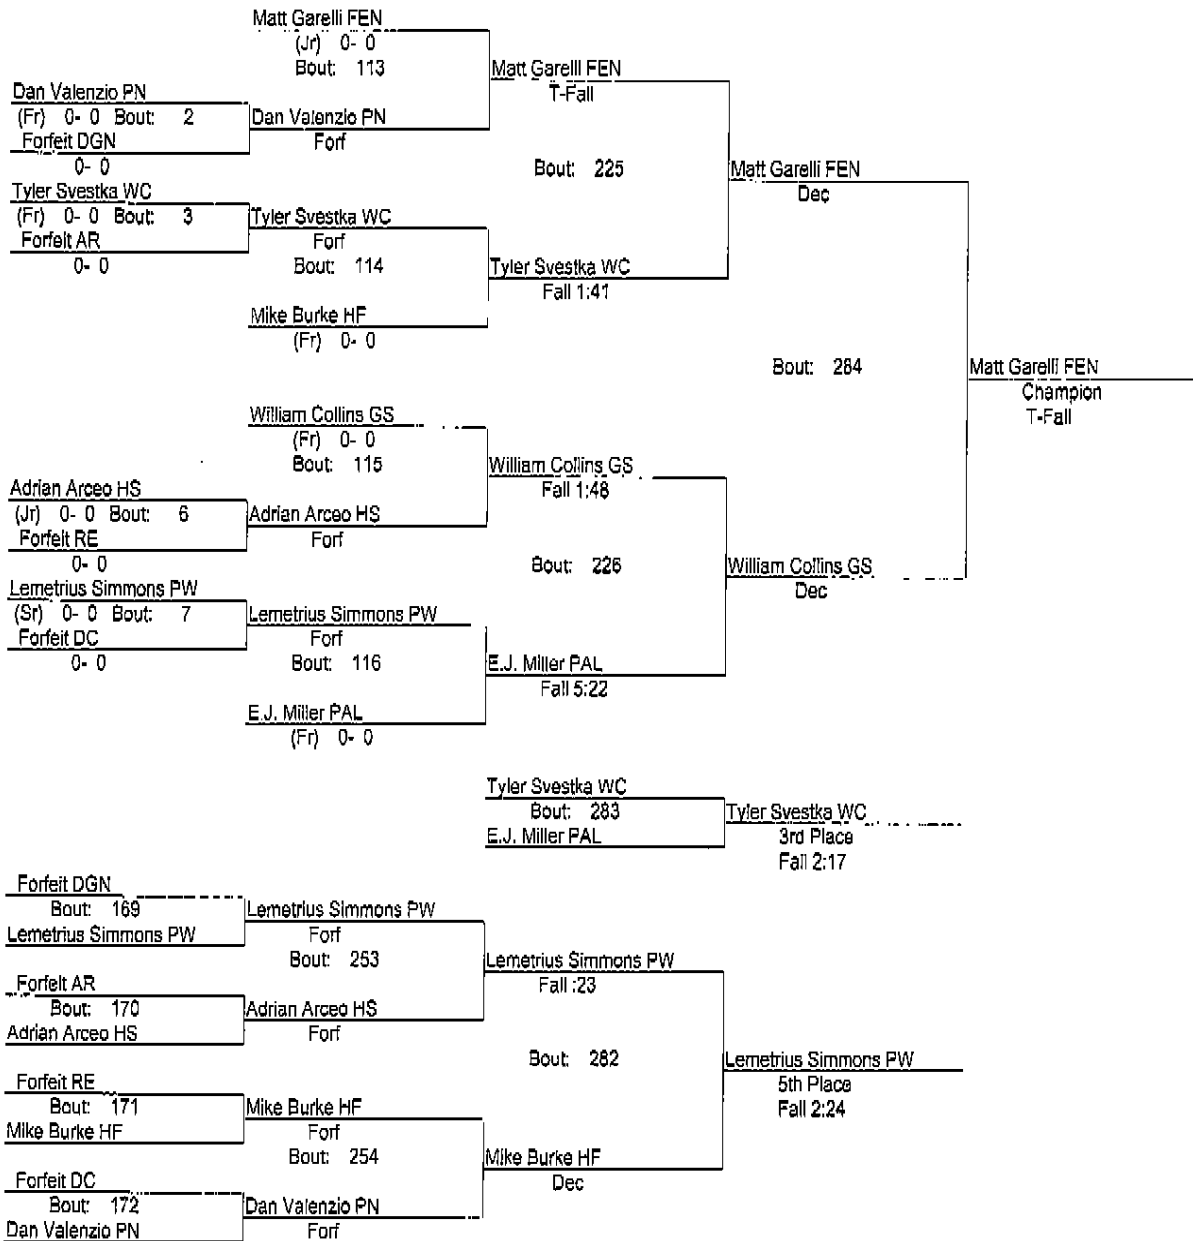 Matt Garelli FEN
(Jr) 0- 0
Bout: 113
Matt Garelli FEN
T-Fall
Dan Valenzio PN
(Fr) 0- 0 Bout: 2
Dan Valenzio PN
Forfeit DGN
Forf
0- 0
Bout: 225
Matt Garelli FEN
Dec
Tyler Svestka WC
(Fr) 0- 0 Bout: 3
Tyler Svestka WC
Forfeit AR
Forf
0- 0
Bout: 114
Tyler Svestka WC
Fall 1:41
Mike Burke HF
(Fr) 0- 0
Bout: 284
Matt Garelli FEN
Champion
T-Fall
William Collins GS
(Fr) 0- 0
Bout: 115
William Collins GS
Fall 1:48
Adrian Arceo HS
(Jr) 0- 0 Bout: 6
Adrian Arceo HS
Forfeit RE
Forf
0- 0
Bout: 226
William Collins GS
Dec
Lemetrius Simmons PW
(Sr) 0- 0 Bout: 7
Lemetrius Simmons PW
Forfeit DC
Forf
0- 0
Bout: 116
E.J. Miller PAL
Fall 5:22
E.J. Miller PAL
(Fr) 0- 0
Tyler Svestka WC
Bout: 283
Tyler Svestka WC
E.J. Miller PAL
3rd Place
Fall 2:17
Forfeit DGN
Bout: 169
Lemetrius Simmons PW
Lemetrius Simmons PW
Forf
Bout: 253
Lemetrius Simmons PW
Fall :23
Forfeit AR
Bout: 170
Adrian Arceo HS
Adrian Arceo HS
Forf
Bout: 282
Lemetrius Simmons PW
5th Place
Fall 2:24
Forfeit RE
Bout: 171
Mike Burke HF
Mike Burke HF
Forf
Bout: 254
Mike Burke HF
Dec
Forfeit DC
Bout: 172
Dan Valenzio PN
Dan Valenzio PN
Forf